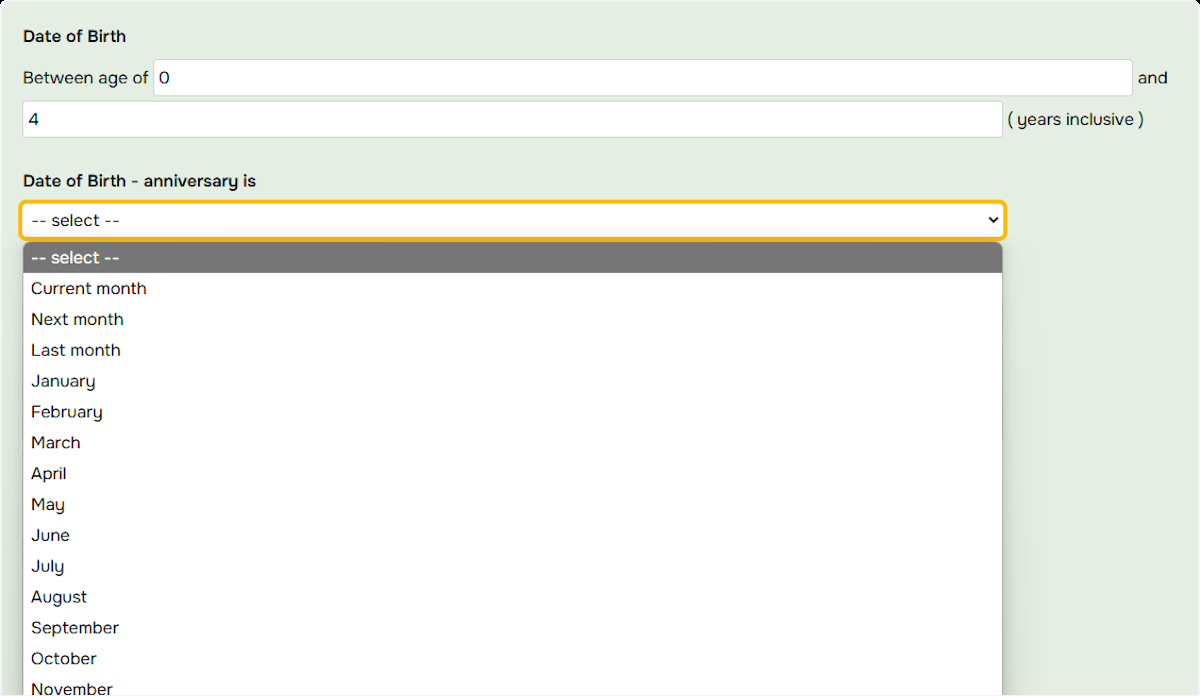 Date of Birth
Between age of 0 and
4 ( years inclusive )
Date of Birth - anniversary is
-- select --
-- select --
Current month
Next month
Last month
January
February
March
April
May
June
July
August
September
October
November